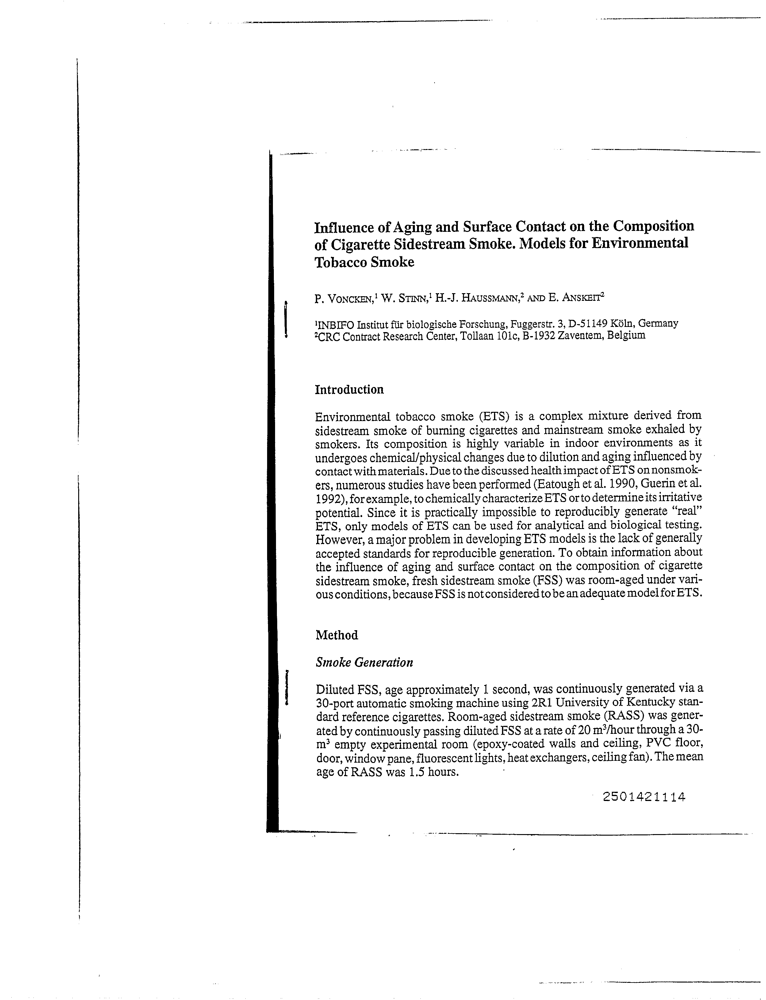 Influence of Aging and Surface Contact on the Composition
of Cigarette Sidestream Smoke. Models for Environmental
Tobacco Smoke
P. VONCKEN,¹ W. STINN,¹ H.-J. HAUSSMANN,² AND E. ANSKEIT²
¹INBIFO Institut für biologische Forschung, Fuggerstr. 3, D-51149 Köln, Germany
²CRC Contract Research Center, Tollaan 101c, B-1932 Zaventem, Belgium
Introduction
Environmental tobacco smoke (ETS) is a complex mixture derived from
sidestream smoke of burning cigarettes and mainstream smoke exhaled by
smokers. Its composition is highly variable in indoor environments as it
undergoes chemical/physical changes due to dilution and aging influenced by
contact with materials. Due to the discussed health impact of ETS on nonsmok-
ers, numerous studies have been performed (Eatough et al. 1990, Guerin et al.
1992), for example, to chemically characterize ETS or to determine its irritative
potential. Since it is practically impossible to reproducibly generate “real”
ETS, only models of ETS can be used for analytical and biological testing.
However, a major problem in developing ETS models is the lack of generally
accepted standards for reproducible generation. To obtain information about
the influence of aging and surface contact on the composition of cigarette
sidestream smoke, fresh sidestream smoke (FSS) was room-aged under vari-
ous conditions, because FSS is not considered to be an adequate model for ETS.
Method
Smoke Generation
Diluted FSS, age approximately 1 second, was continuously generated via a
30-port automatic smoking machine using 2R1 University of Kentucky stan-
dard reference cigarettes. Room-aged sidestream smoke (RASS) was gener-
ated by continuously passing diluted FSS at a rate of 20 m³/hour through a 30-
m³ empty experimental room (epoxy-coated walls and ceiling, PVC floor,
door, window pane, fluorescent lights, heat exchangers, ceiling fan). The mean
age of RASS was 1.5 hours.
2501421114